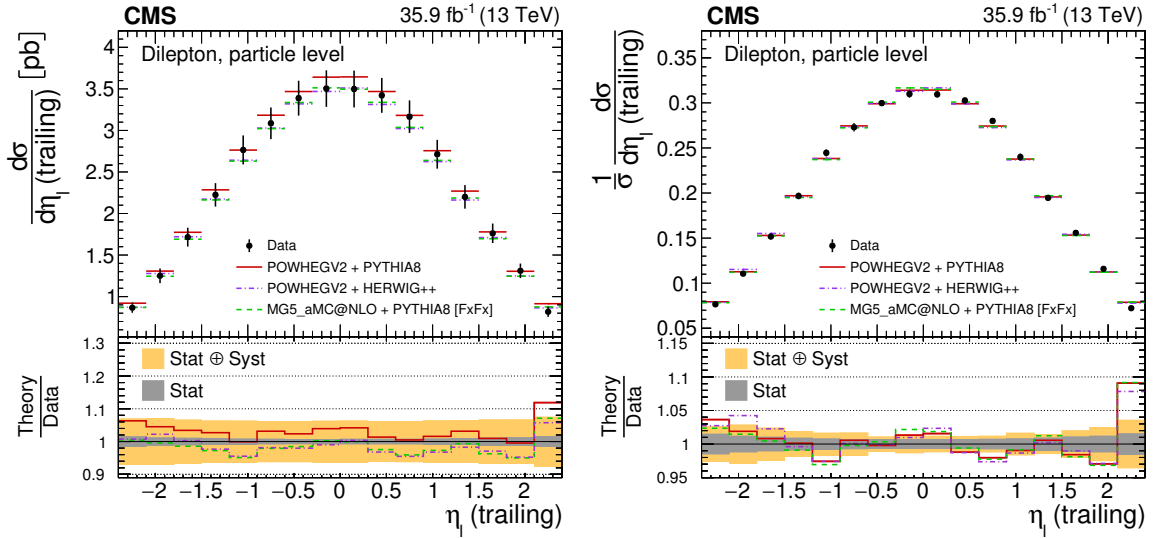 CMS 35.9 fb⁻¹ (13 TeV)
Dilepton, particle level
dσ / dηₗ (trailing) [pb]
4
3.5
3
2.5
2
1.5
1
Data
POWHEGV2 + PYTHIA8
POWHEGV2 + HERWIG++
MG5_aMC@NLO + PYTHIA8 [FxFx]
Theory / Data
1.3
1.2
1.1
1
0.9
Stat ⊕ Syst
Stat
−2 −1.5 −1 −0.5 0 0.5 1 1.5 2
ηₗ (trailing)
CMS 35.9 fb⁻¹ (13 TeV)
Dilepton, particle level
1/σ dσ / dηₗ (trailing)
0.35
0.3
0.25
0.2
0.15
0.1
0.05
Data
POWHEGV2 + PYTHIA8
POWHEGV2 + HERWIG++
MG5_aMC@NLO + PYTHIA8 [FxFx]
Theory / Data
1.15
1.1
1.05
1
0.95
Stat ⊕ Syst
Stat
−2 −1.5 −1 −0.5 0 0.5 1 1.5 2
ηₗ (trailing)